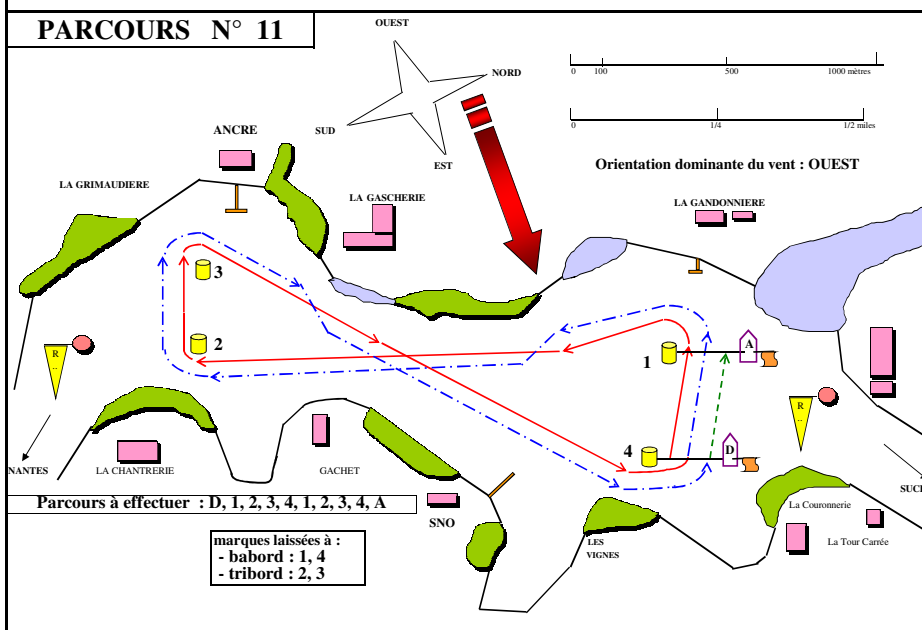 PARCOURS N° 11
OUEST
NORD
SUD
EST
0 100 500 1000 mètres
0 1/4 1/2 miles
Orientation dominante du vent : OUEST
ANCRE
LA GRIMAUDIERE
LA GASCHERIE
LA GANDONNIERE
3
2
1
A
R
..
R
..
4
D
NANTES
LA CHANTRERIE
GACHET
SUCE
Parcours à effectuer : D, 1, 2, 3, 4, 1, 2, 3, 4, A
SNO
La Couronnerie
La Tour Carrée
LES
VIGNES
marques laissées à :
- babord : 1, 4
- tribord : 2, 3